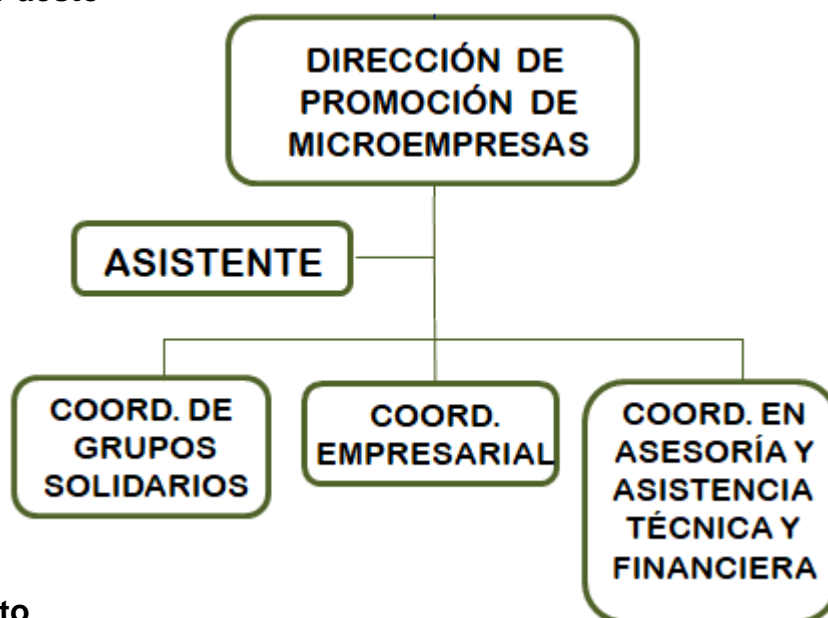 DIRECCIÓN DE
PROMOCIÓN DE
MICROEMPRESAS
ASISTENTE
COORD. DE
GRUPOS
SOLIDARIOS
COORD.
EMPRESARIAL
COORD. EN
ASESORÍA Y
ASISTENCIA
TÉCNICA Y
FINANCIERA